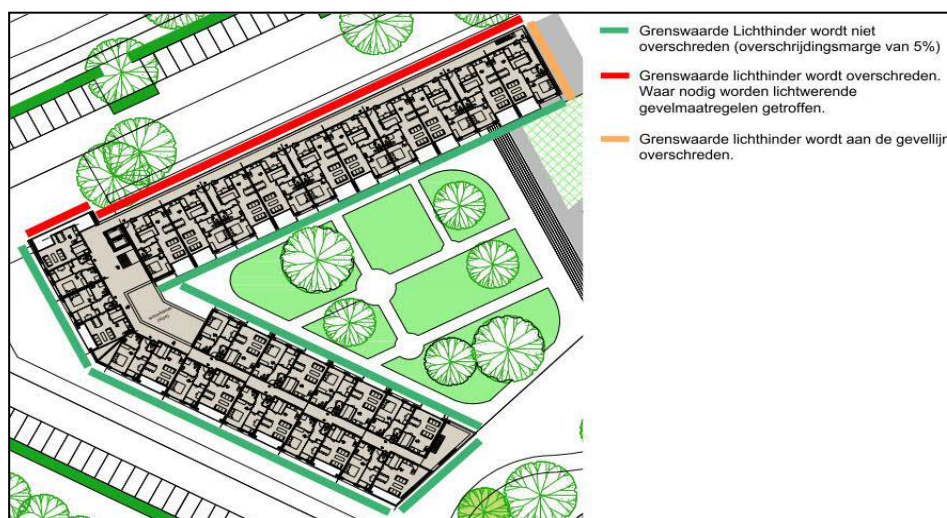 Grenswaarde Lichthinder wordt niet
overschreden (overschrijdingsmarge van 5%)
Grenswaarde lichthinder wordt overschreden.
Waar nodig worden lichtwerende
gevelmaatregelen getroffen.
Grenswaarde lichthinder wordt aan de gevellijn
overschreden.